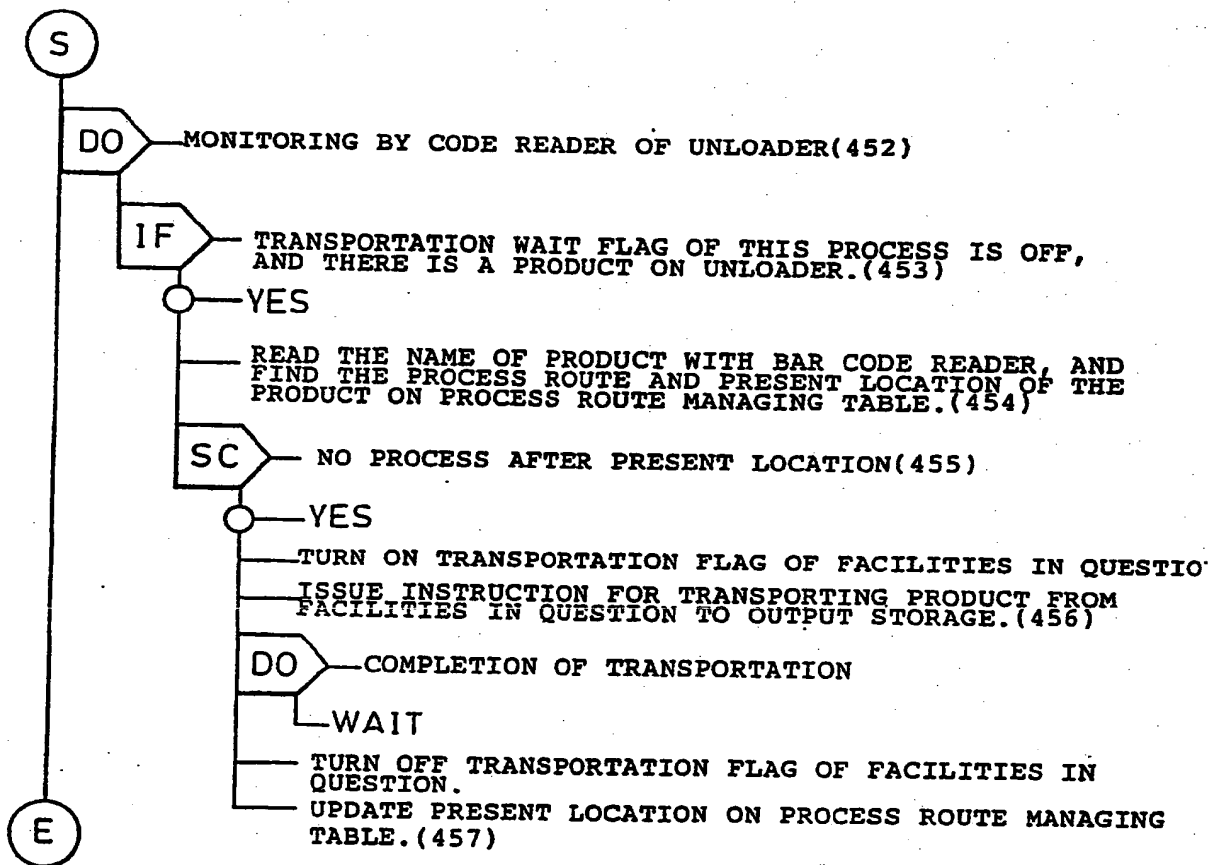 S
DO MONITORING BY CODE READER OF UNLOADER(452)
IF TRANSPORTATION WAIT FLAG OF THIS PROCESS IS OFF,
AND THERE IS A PRODUCT ON UNLOADER.(453)
YES
READ THE NAME OF PRODUCT WITH BAR CODE READER, AND
FIND THE PROCESS ROUTE AND PRESENT LOCATION OF THE
PRODUCT ON PROCESS ROUTE MANAGING TABLE.(454)
SC NO PROCESS AFTER PRESENT LOCATION(455)
YES
TURN ON TRANSPORTATION FLAG OF FACILITIES IN QUESTIO
ISSUE INSTRUCTION FOR TRANSPORTING PRODUCT FROM
FACILITIES IN QUESTION TO OUTPUT STORAGE.(456)
DO COMPLETION OF TRANSPORTATION
WAIT
TURN OFF TRANSPORTATION FLAG OF FACILITIES IN
QUESTION.
UPDATE PRESENT LOCATION ON PROCESS ROUTE MANAGING
TABLE.(457)
E